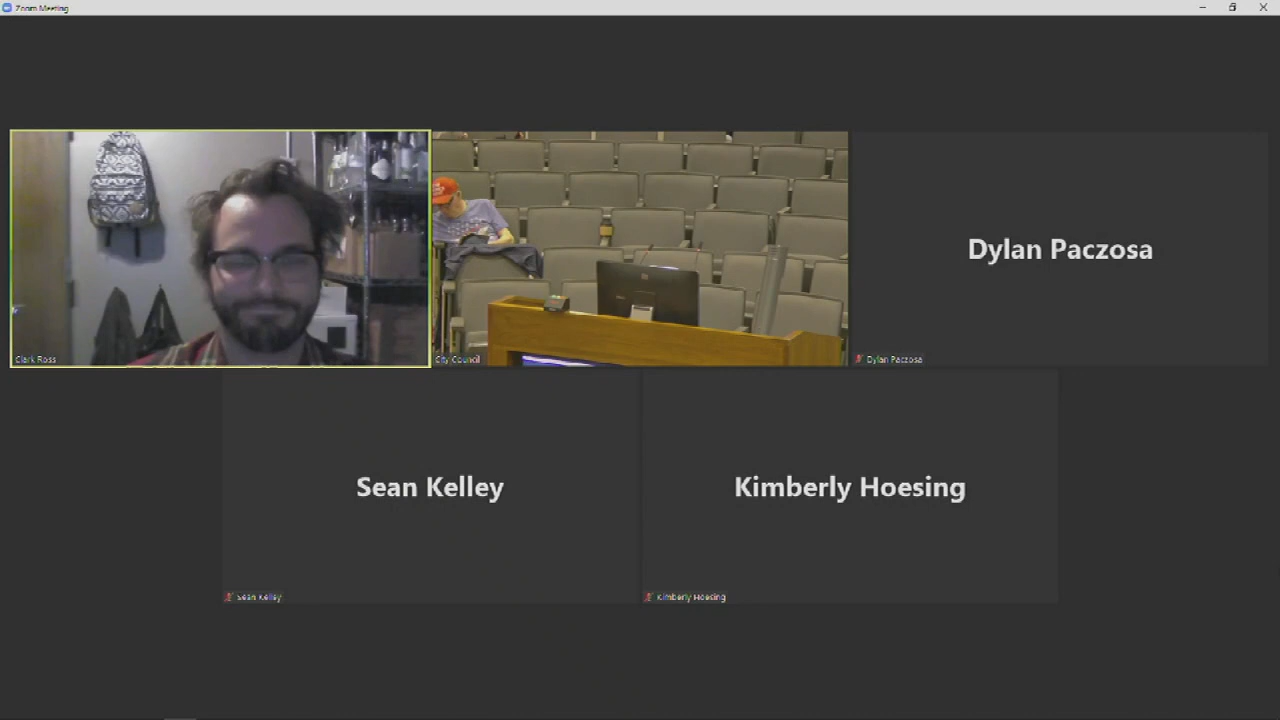 Zoom Meeting
Clark Ross
City Council
Dylan Paczosa
Dylan Paczosa
Sean Kelley
Sean Kelley
Kimberly Hoesing
Kimberly Hoesing